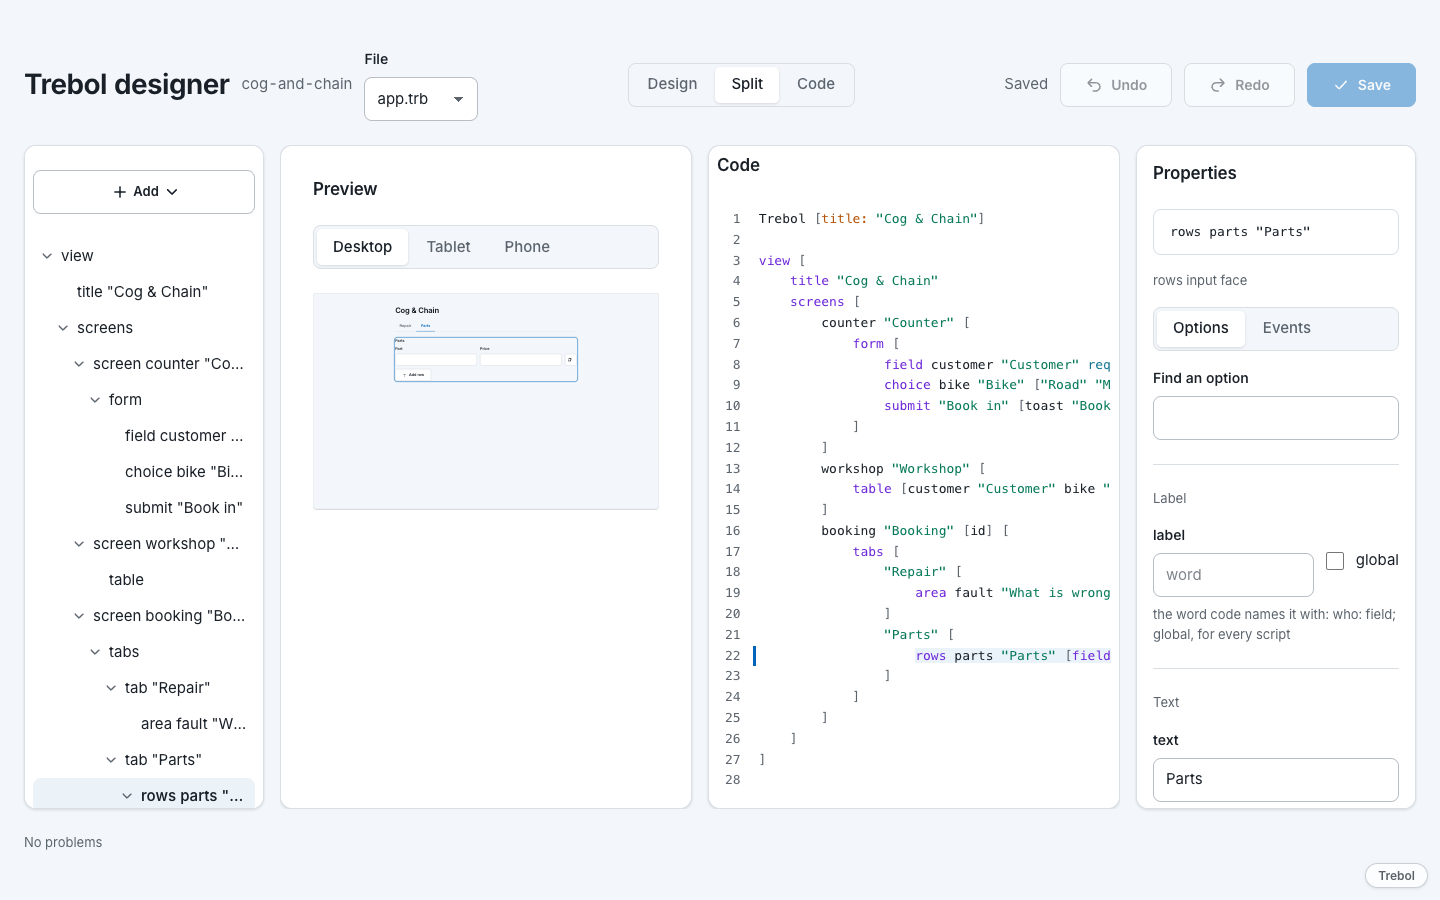 Trebol designer
cog-and-chain
File
app.trb
Design
Split
Code
Saved
Undo
Redo
Save
Add
view
title "Cog & Chain"
screens
screen counter "Co...
form
field customer ...
choice bike "Bi...
submit "Book in"
screen workshop "...
table
screen booking "Bo...
tabs
tab "Repair"
area fault "W...
tab "Parts"
rows parts "...
Preview
Desktop
Tablet
Phone
Cog & Chain
Repair
Parts
Parts
Part
Price
Add row
Code
1 Trebol [title: "Cog & Chain"]
2
3 view [
4 title "Cog & Chain"
5 screens [
6 counter "Counter" [
7 form [
8 field customer "Customer" req
9 choice bike "Bike" ["Road" "M
10 submit "Book in" [toast "Book
11 ]
12 ]
13 workshop "Workshop" [
14 table [customer "Customer" bike "
15 ]
16 booking "Booking" [id] [
17 tabs [
18 "Repair" [
19 area fault "What is wrong
20 ]
21 "Parts" [
22 rows parts "Parts" [field
23 ]
24 ]
25 ]
26 ]
27 ]
28
Properties
rows parts "Parts"
rows input face
Options
Events
Find an option
Label
label
word
global
the word code names it with: who: field;
global, for every script
Text
text
Parts
No problems
Trebol